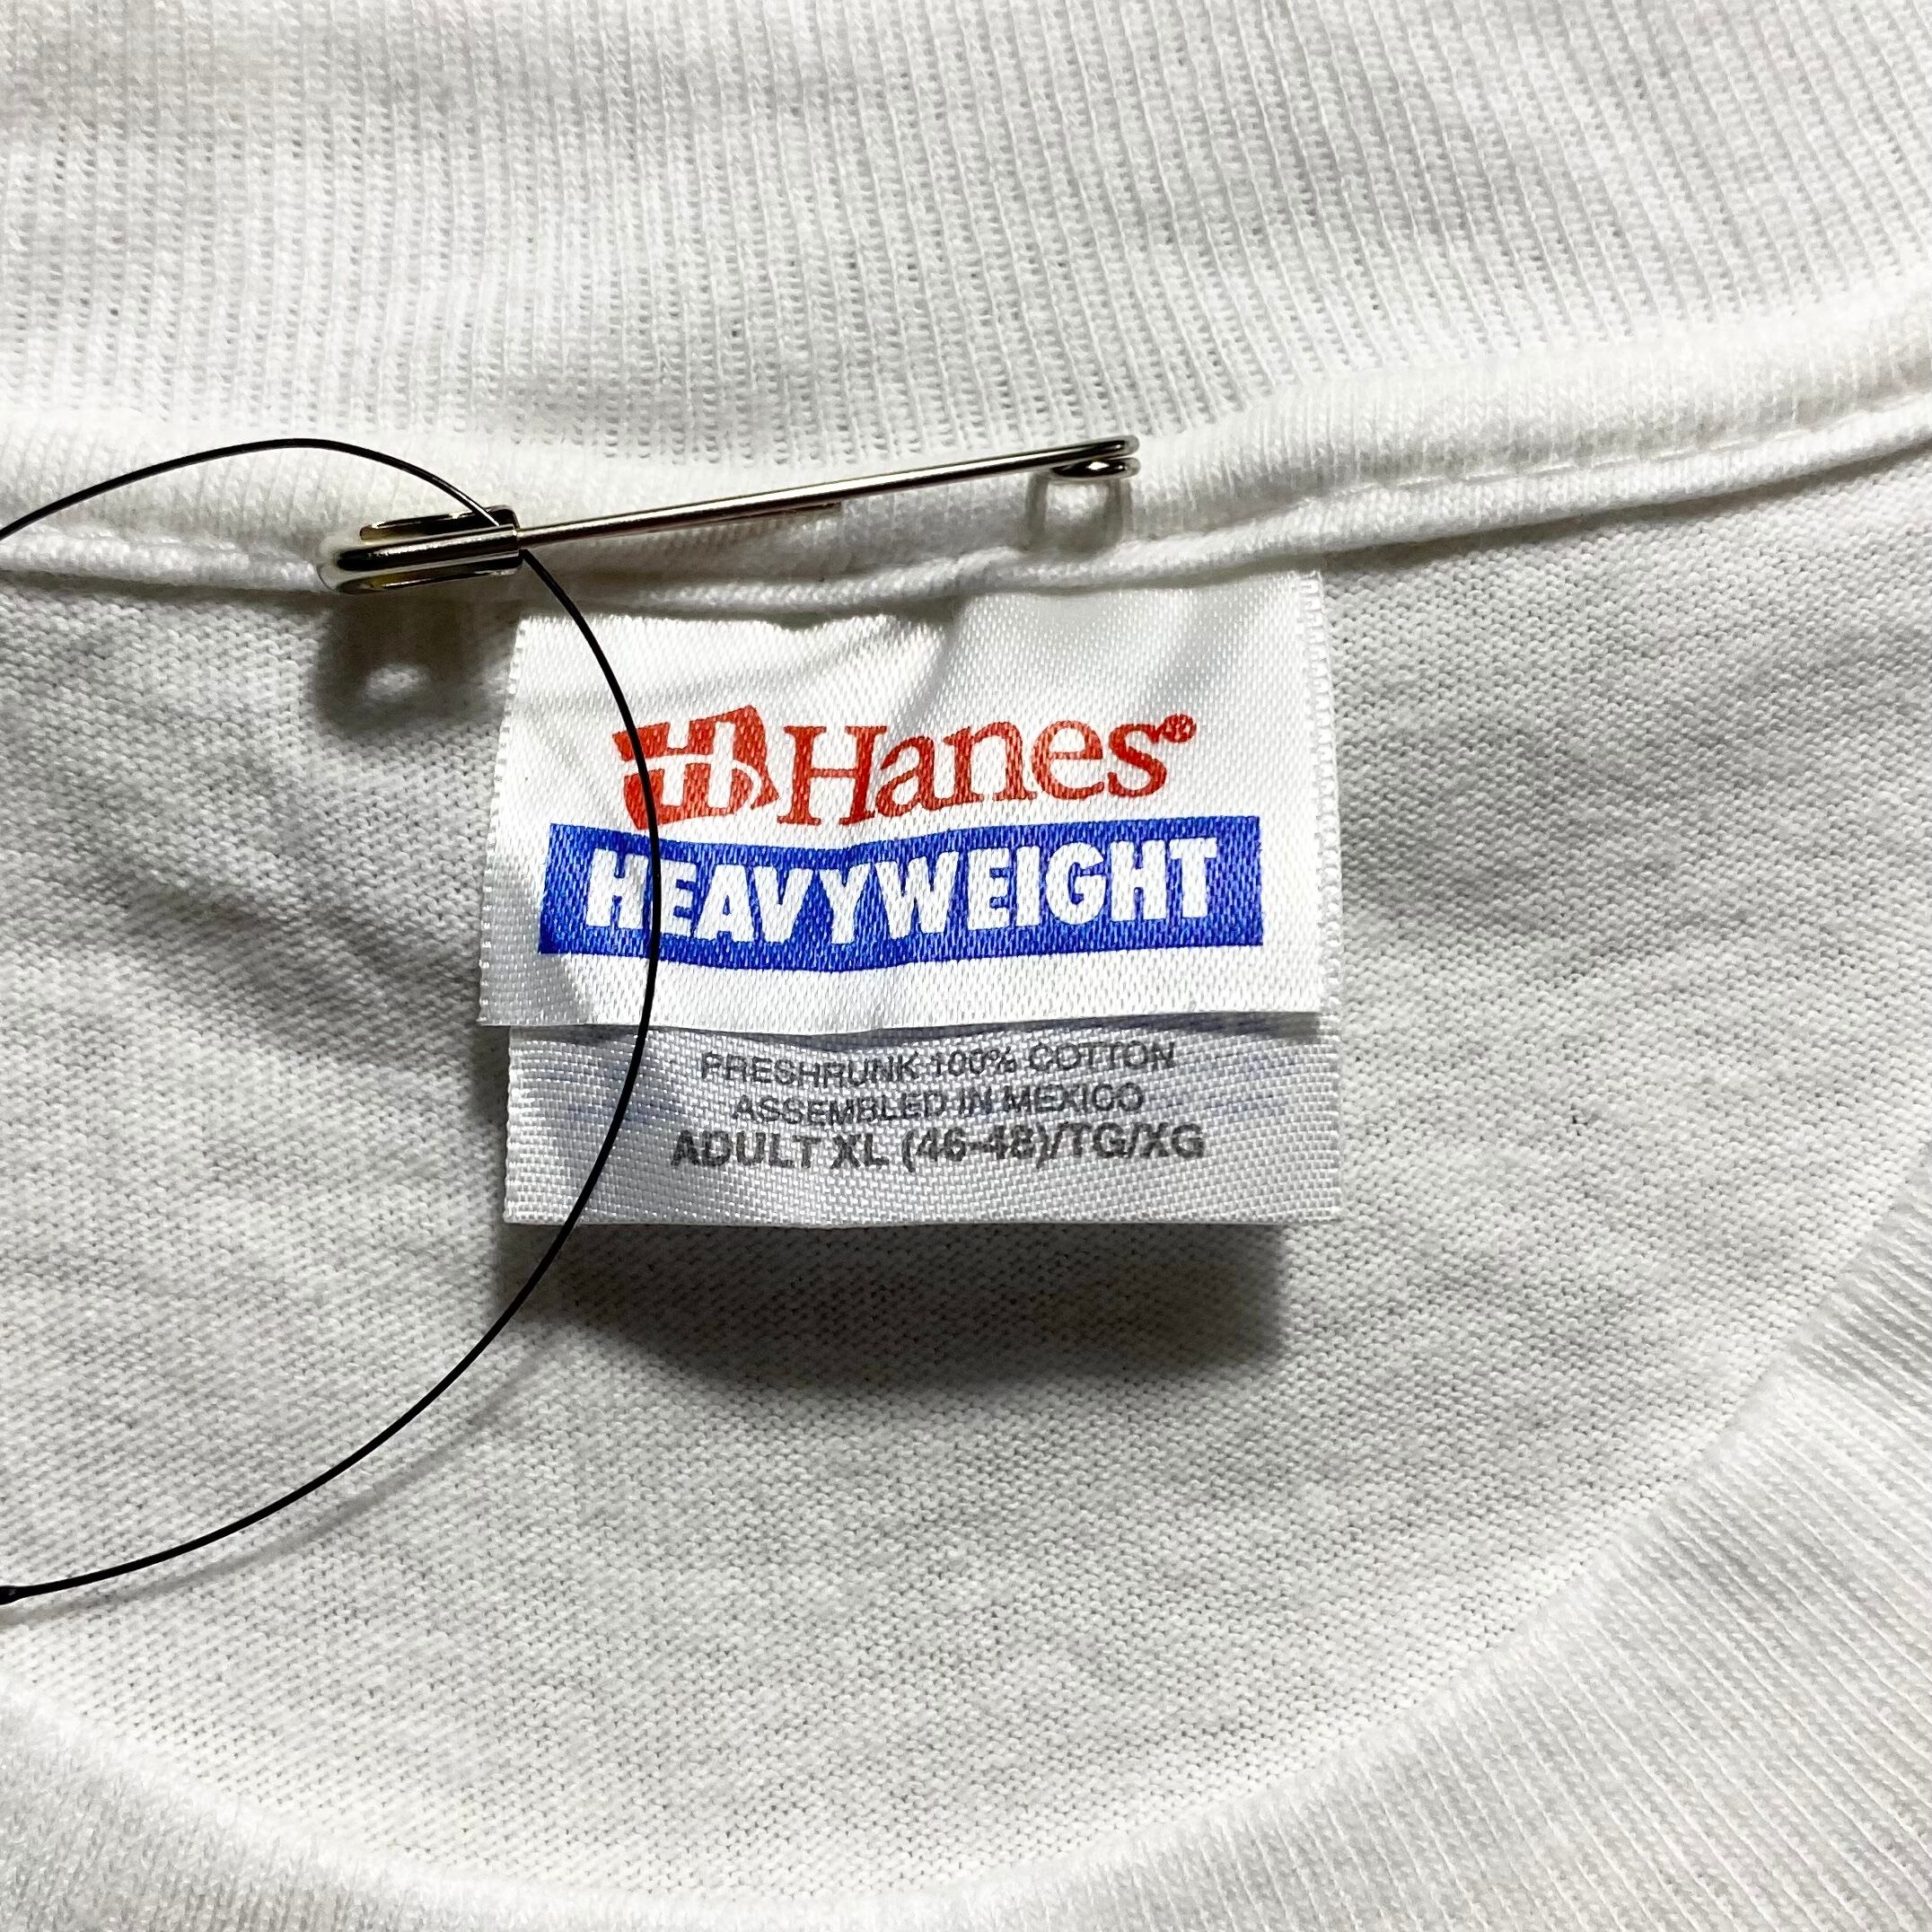 Hanes®
HEAVYWEIGHT
PRESHRUNK 100% COTTON
ASSEMBLED IN MEXICO
ADULT XL (46-48)/TG/XG